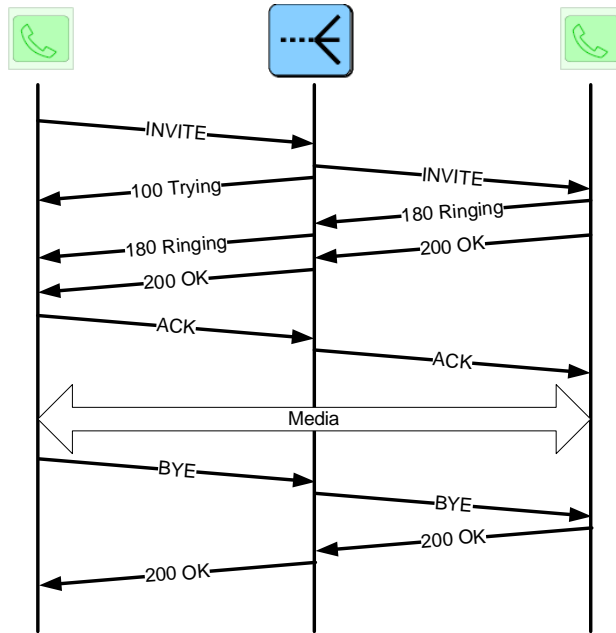 INVITE
INVITE
100 Trying
180 Ringing
180 Ringing
200 OK
200 OK
ACK
ACK
Media
BYE
BYE
200 OK
200 OK